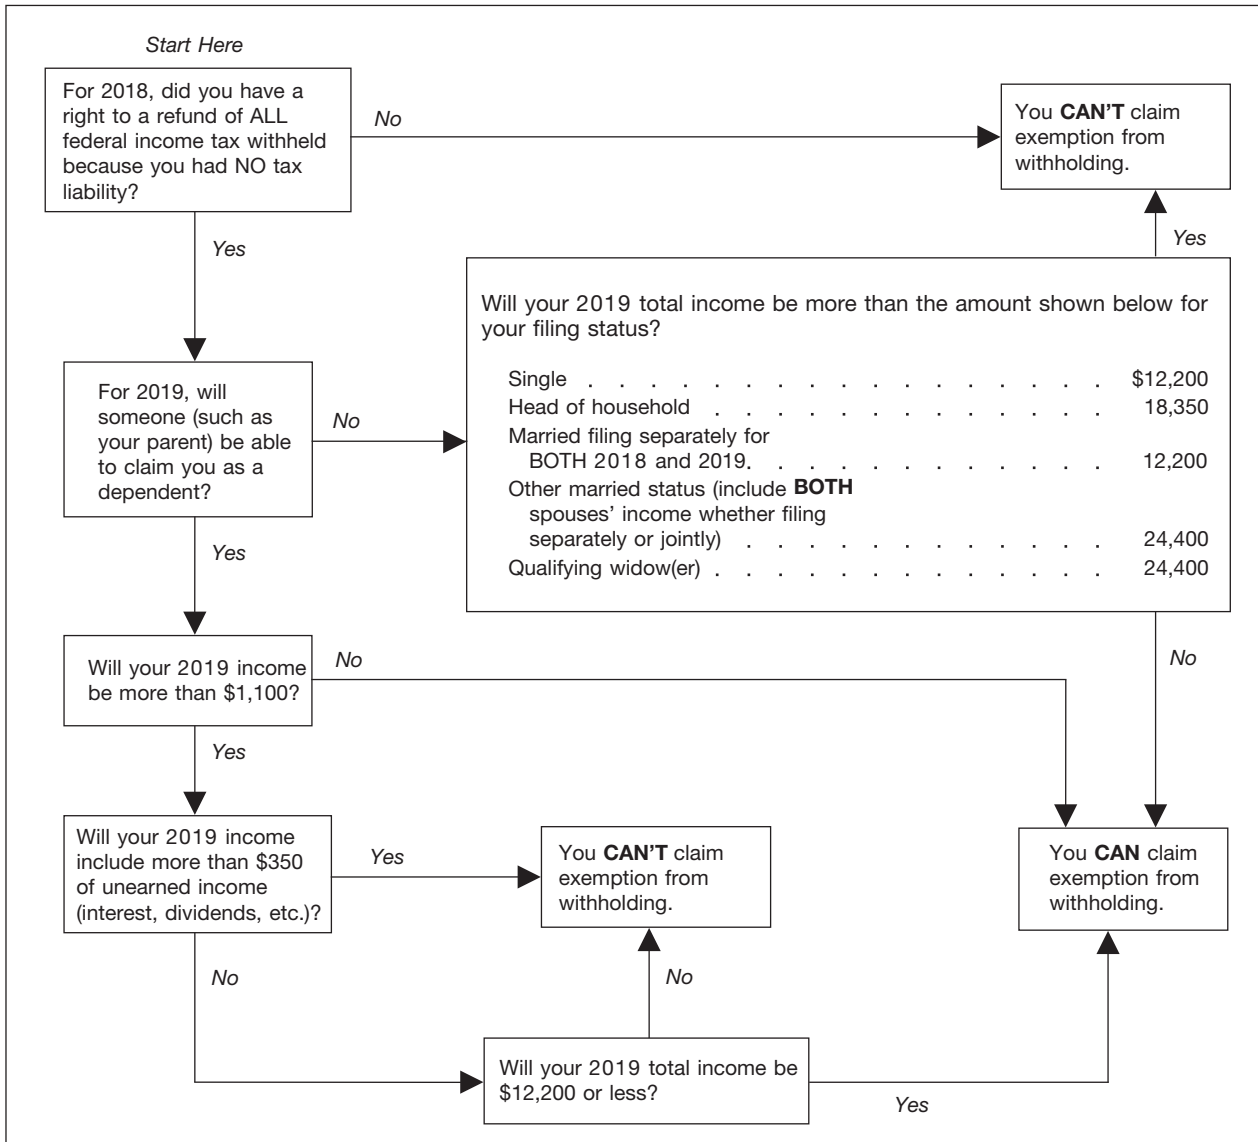 Start Here
For 2018, did you have a
right to a refund of ALL
federal income tax withheld
because you had NO tax
liability?
No
You CAN'T claim
exemption from
withholding.
Yes
Yes
Will your 2019 total income be more than the amount shown below for
your filing status?
Single . . . . . . . . . . . . . . . . . $12,200
Head of household . . . . . . . . . . . . . 18,350
Married filing separately for
BOTH 2018 and 2019. . . . . . . . . . . . 12,200
Other married status (include BOTH
spouses' income whether filing
separately or jointly) . . . . . . . . . . . . 24,400
Qualifying widow(er) . . . . . . . . . . . . . 24,400
For 2019, will
someone (such as
your parent) be able
to claim you as a
dependent?
No
Yes
Will your 2019 income
be more than $1,100?
No
No
Yes
Will your 2019 income
include more than $350
of unearned income
(interest, dividends, etc.)?
Yes
You CAN'T claim
exemption from
withholding.
You CAN claim
exemption from
withholding.
No
No
Will your 2019 total income be
$12,200 or less?
Yes